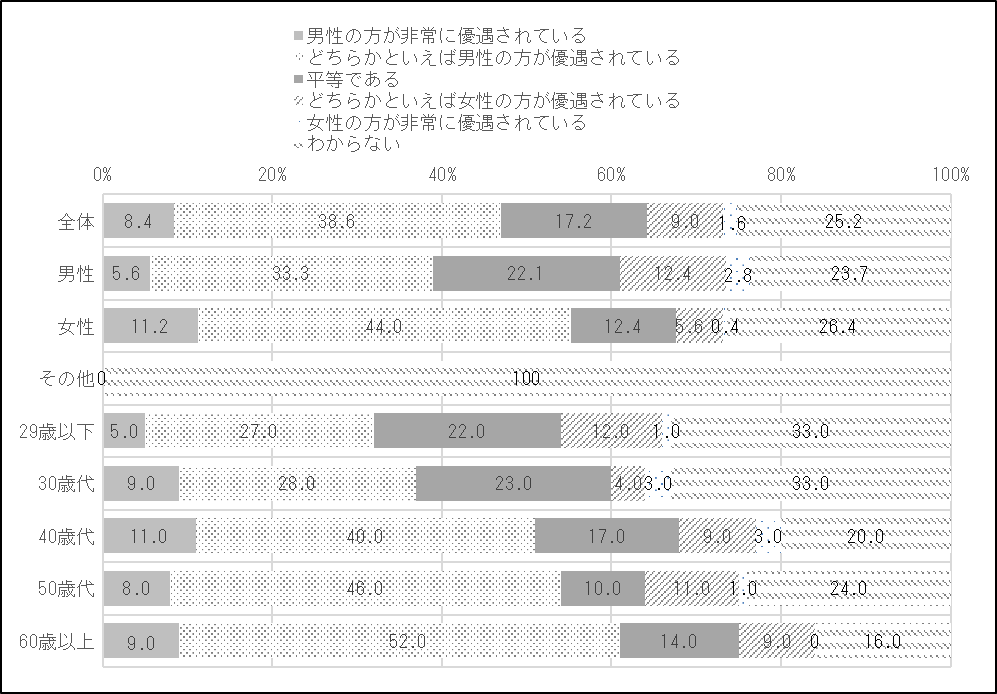 男性の方が非常に優遇されている
どちらかといえば男性の方が優遇されている
平等である
どちらかといえば女性の方が優遇されている
女性の方が非常に優遇されている
わからない
0% 20% 40% 60% 80% 100%
全体 8.4 38.6 17.2 9.0 1.6 25.2
男性 5.6 33.3 22.1 12.4 2.8 23.7
女性 11.2 44.0 12.4 5.6 0.4 26.4
その他 0 100
29歳以下 5.0 27.0 22.0 12.0 1.0 33.0
30歳代 9.0 28.0 23.0 4.0 3.0 33.0
40歳代 11.0 40.0 17.0 9.0 3.0 20.0
50歳代 8.0 46.0 10.0 11.0 1.0 24.0
60歳以上 9.0 52.0 14.0 9.0 0 16.0